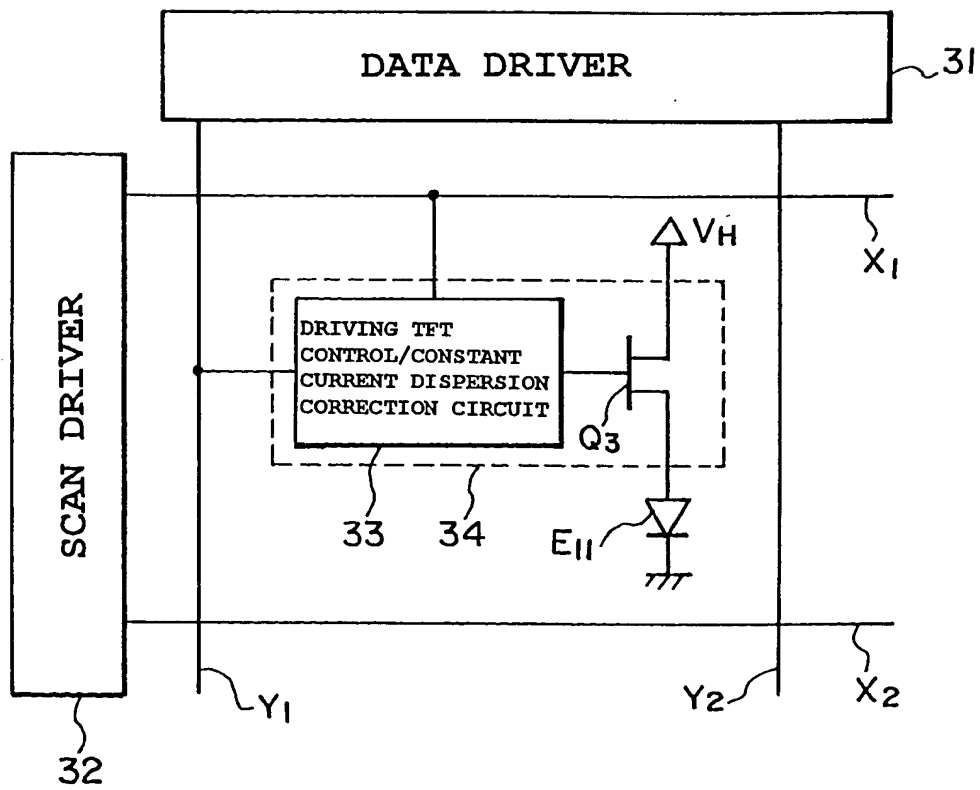 DATA DRIVER
31
X1
VH
SCAN DRIVER
DRIVING TFT
CONTROL/CONSTANT
CURRENT DISPERSION
CORRECTION CIRCUIT
Q3
33
34
E11
X2
Y1
Y2
32